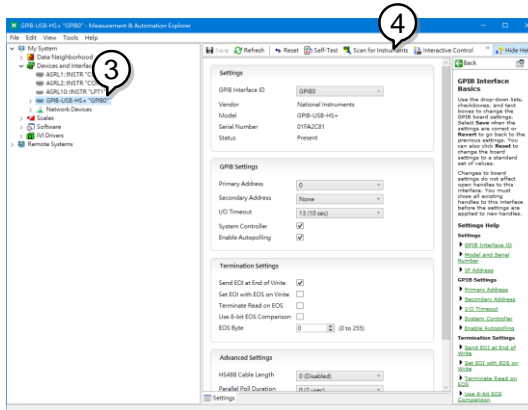 GPIB-USB-HS+ "GPIB0" - Measurement & Automation Explorer
File Edit View Tools Help
4
My System
Data Neighborhood
Devices and Interfaces
ASRL1::INSTR "COM1"
ASRL2::INSTR
ASRL10::INSTR "LPT1"
GPIB-USB-HS+ "GPIB0"
Network Devices
Scales
Software
IVI Drivers
Remote Systems
3
Save Refresh Reset Self-Test Scan for Instruments Interactive Control Hide Help
Settings
GPIB Interface ID GPIB0
Vendor National Instruments
Model GPIB-USB-HS+
Serial Number 01FA2C81
Status Present
GPIB Settings
Primary Address 0
Secondary Address None
I/O Timeout 13 (10 sec)
System Controller
Enable Autopolling
Termination Settings
Send EOI at End of Write
Set EOI with EOS on Write
Terminate Read on EOS
Use 8-bit EOS Comparison
EOS Byte 0 (0 to 255)
Advanced Settings
HS488 Cable Length 0 (Disabled)
Parallel Poll Duration 0 (2 usec)
Settings
Back
GPIB Interface
Basics
Use the drop-down lists,
checkboxes, and text
boxes to change the
GPIB board settings.
Select Save when the
settings are correct or
Revert to go back to the
previous settings. You
can also click Reset to
change the board
settings to a standard
set of values.
Changes to board
settings do not affect
open handles to this
interface. You must
close all existing
handles to this interface
before the settings are
applied to new handles.
Settings Help
Settings
GPIB Interface ID
Model and Serial
Number
IP Address
GPIB Settings
Primary Address
Secondary Address
I/O Timeout
System Controller
Enable Autopolling
Termination Settings
Send EOI at End of
Write
Set EOI with EOS on
Write
Terminate Read on
EOS
Use 8-bit EOS
Comparison